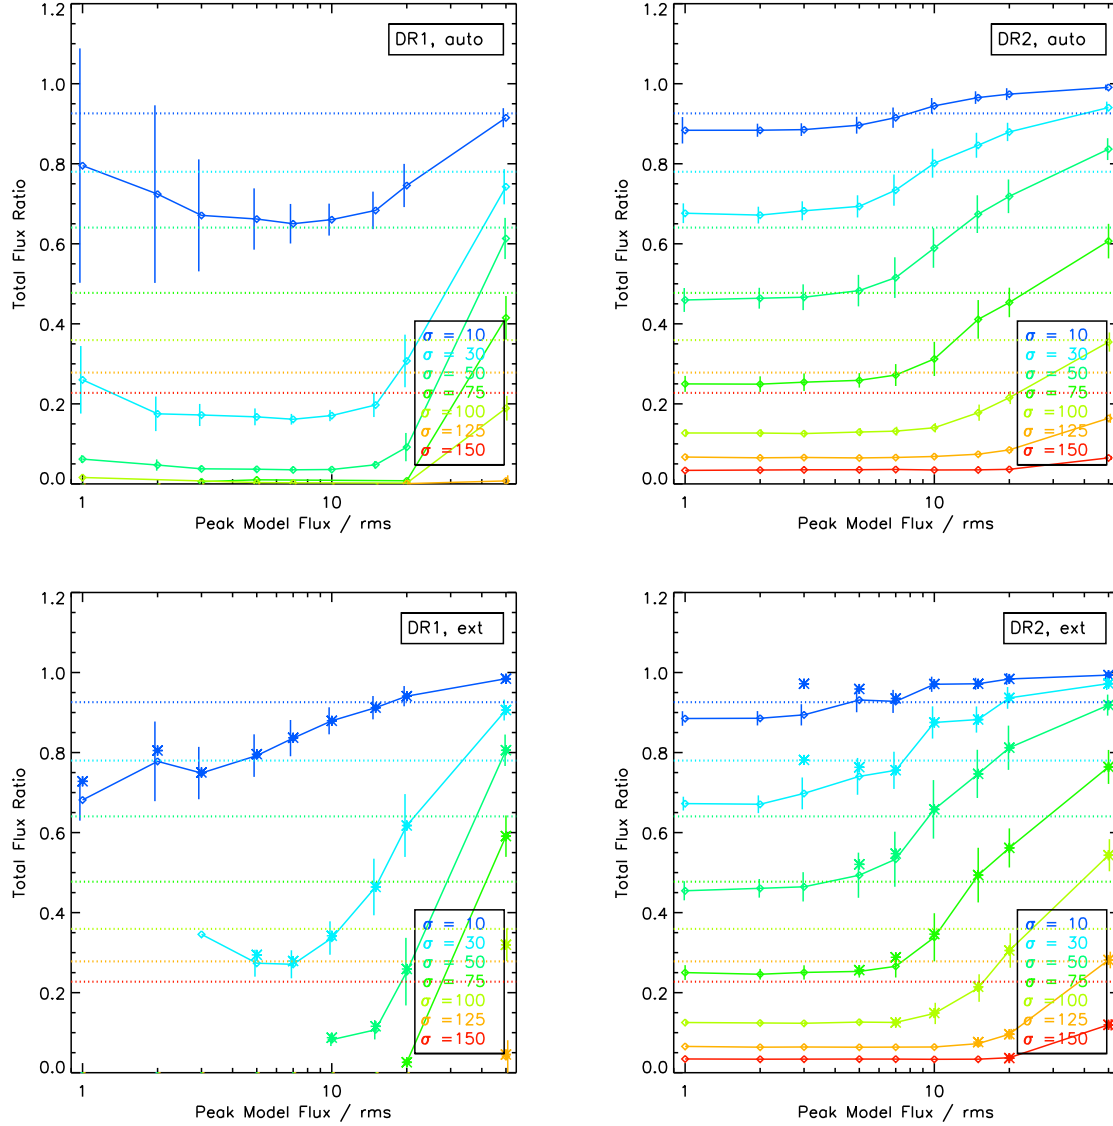 DR1, auto
1.2
1.0
0.8
0.6
0.4
0.2
0.0
Total Flux Ratio
σ = 10
σ = 30
σ = 50
σ = 75
σ =100
σ =125
σ =150
1
10
Peak Model Flux / rms
DR2, auto
1.2
1.0
0.8
0.6
0.4
0.2
0.0
Total Flux Ratio
σ = 10
σ = 30
σ = 50
σ = 75
σ =100
σ =125
σ =150
1
10
Peak Model Flux / rms
DR1, ext
1.2
1.0
0.8
0.6
0.4
0.2
0.0
Total Flux Ratio
σ = 10
σ = 30
σ = 50
σ = 75
σ =100
σ =125
σ =150
1
10
Peak Model Flux / rms
DR2, ext
1.2
1.0
0.8
0.6
0.4
0.2
0.0
Total Flux Ratio
σ = 10
σ = 30
σ = 50
σ = 75
σ =100
σ =125
σ =150
1
10
Peak Model Flux / rms